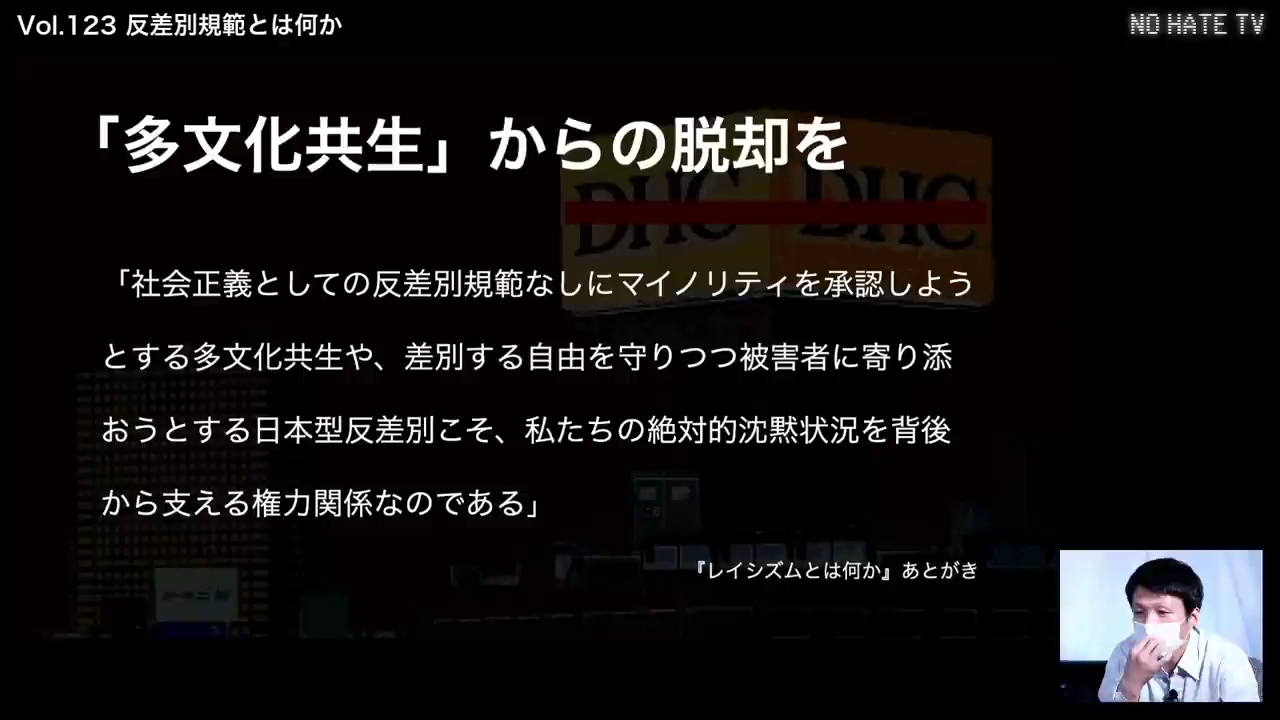 Vol.123 反差別規範とは何か
NO HATE TV
「多文化共生」からの脱却を
DHC DHC
「社会正義としての反差別規範なしにマイノリティを承認しよう
とする多文化共生や、差別する自由を守りつつ被害者に寄り添
おうとする日本型反差別こそ、私たちの絶対的沈黙状況を背後
から支える権力関係なのである」
『レイシズムとは何か』あとがき